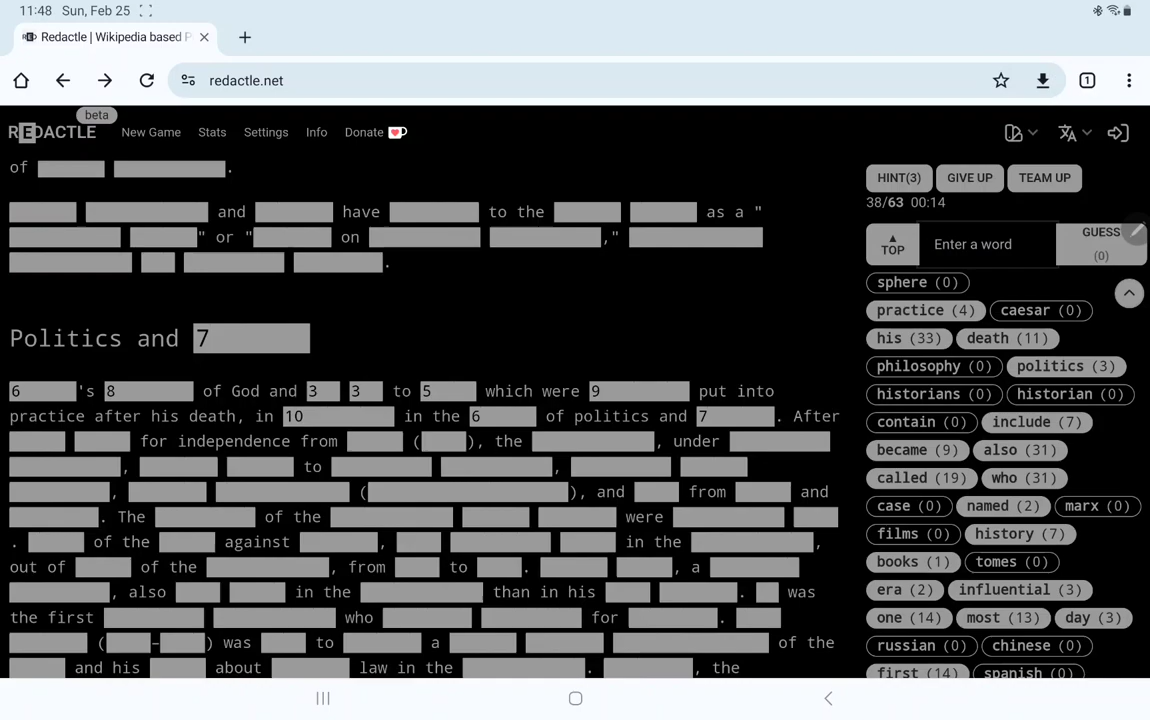 11:48 Sun, Feb 25
Redactle | Wikipedia based P
redactle.net
beta
REDACTLE New Game Stats Settings Info Donate
of .
and have to the as a "
" or " on ," 
.
Politics and 7
6 's 8 of God and 3 3 to 5 which were 9 put into
practice after his death, in 10 in the 6 of politics and 7 . After
for independence from ( ), the , under
, to ,
, ( ), and from and
. The of the were
. of the against , in the ,
out of of the , from to . , a
, also in the than in his . was
the first who for .
( – ) was to a of the
and his about law in the . , the
HINT(3) GIVE UP TEAM UP
38/63 00:14
TOP Enter a word GUESS (0)
sphere (0)
practice (4) caesar (0)
his (33) death (11)
philosophy (0) politics (3)
historians (0) historian (0)
contain (0) include (7)
became (9) also (31)
called (19) who (31)
case (0) named (2) marx (0)
films (0) history (7)
books (1) tomes (0)
era (2) influential (3)
one (14) most (13) day (3)
russian (0) chinese (0)
first (14) spanish (0)